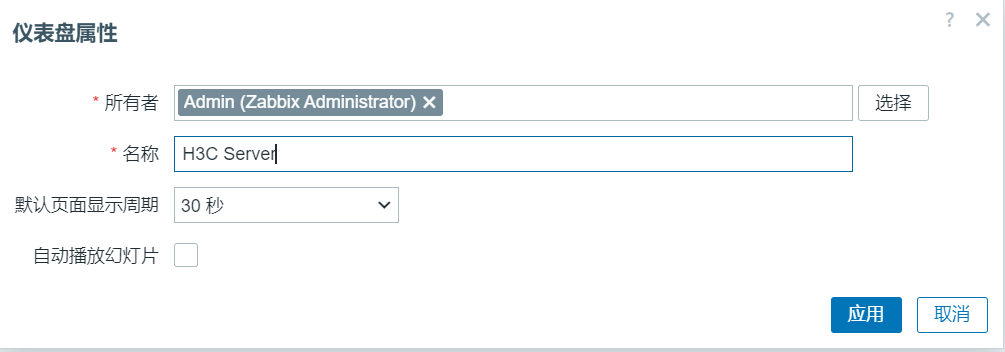 仪表盘属性
? ×
* 所有者 Admin (Zabbix Administrator) × 选择
* 名称 H3C Server
默认页面显示周期 30 秒
自动播放幻灯片
应用 取消